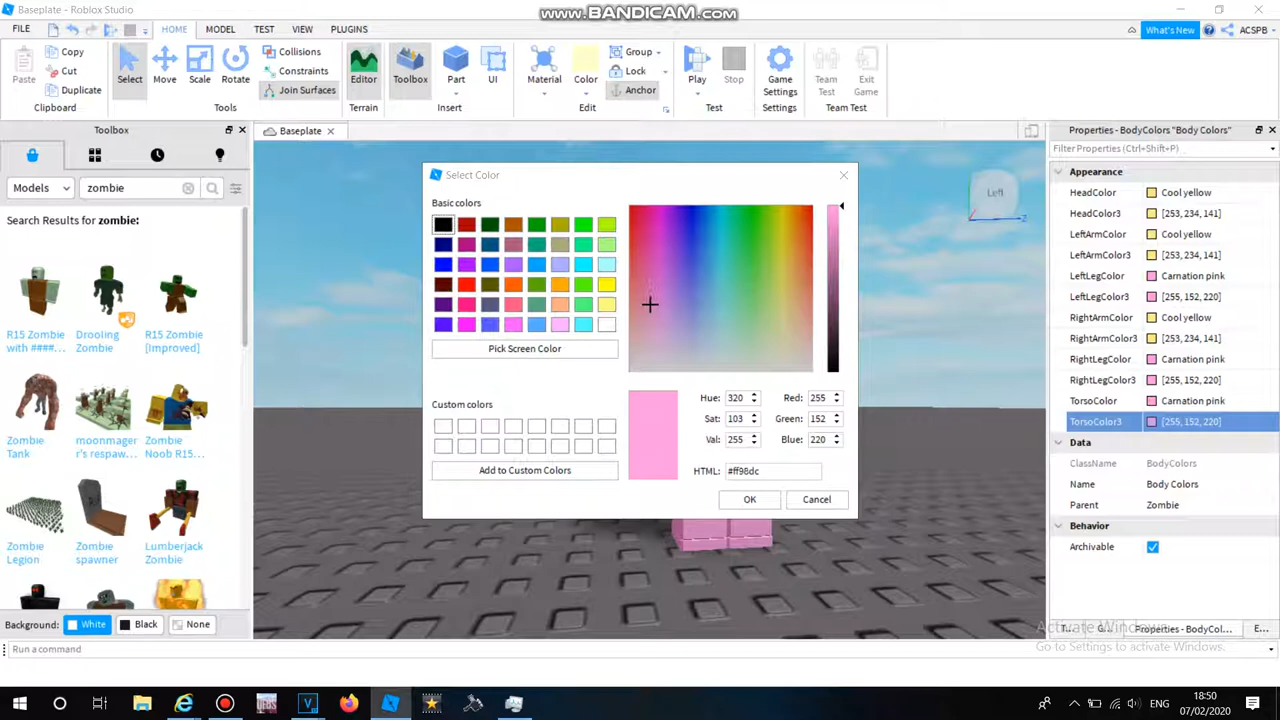 Baseplate - Roblox Studio
www.BANDICAM.com
FILE
HOME
MODEL
TEST
VIEW
PLUGINS
What's New
ACSPB
Paste
Copy
Cut
Duplicate
Clipboard
Select
Move
Scale
Rotate
Tools
Collisions
Constraints
Join Surfaces
Editor
Terrain
Toolbox
Part
UI
Insert
Material
Color
Group
Lock
Anchor
Edit
Play
Stop
Test
Game Settings
Settings
Team Test
Exit Game
Team Test
Toolbox
Models
zombie
Search Results for zombie:
R15 Zombie with ####...
Drooling Zombie
R15 Zombie [Improved]
Zombie Tank
moonmager's respaw...
Zombie Noob R15...
Zombie Legion
Zombie spawner
Lumberjack Zombie
Background:
White
Black
None
Run a command
Baseplate
Left
Z
Select Color
Basic colors
Pick Screen Color
Custom colors
Add to Custom Colors
Hue: 320
Red: 255
Sat: 103
Green: 152
Val: 255
Blue: 220
HTML: #ff98dc
OK
Cancel
Properties - BodyColors "Body Colors"
Filter Properties (Ctrl+Shift+P)
Appearance
HeadColor Cool yellow
HeadColor3 [253, 234, 141]
LeftArmColor Cool yellow
LeftArmColor3 [253, 234, 141]
LeftLegColor Carnation pink
LeftLegColor3 [255, 152, 220]
RightArmColor Cool yellow
RightArmColor3 [253, 234, 141]
RightLegColor Carnation pink
RightLegColor3 [255, 152, 220]
TorsoColor Carnation pink
TorsoColor3 [255, 152, 220]
Data
ClassName BodyColors
Name Body Colors
Parent Zombie
Behavior
Archivable
Properties - BodyCol...
E...
Activate Windows
Go to Settings to activate Windows.
ENG
18:50
07/02/2020